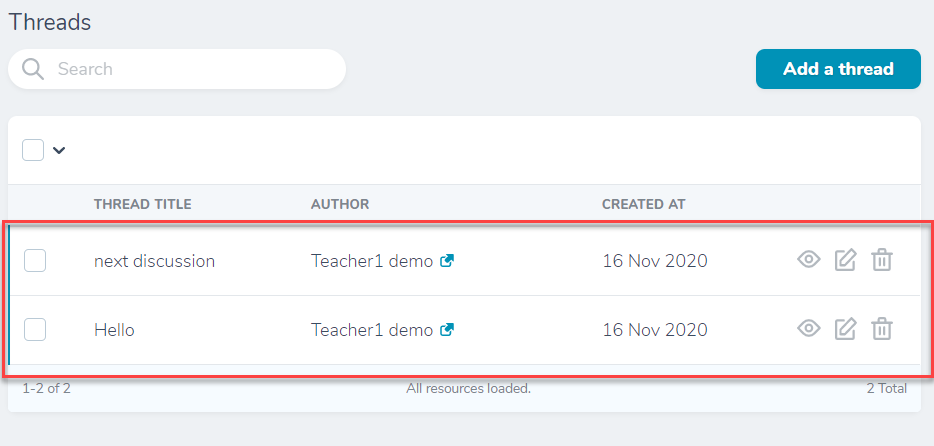 Threads
Search
Add a thread
THREAD TITLE AUTHOR CREATED AT
next discussion Teacher1 demo 16 Nov 2020
Hello Teacher1 demo 16 Nov 2020
1-2 of 2 All resources loaded. 2 Total